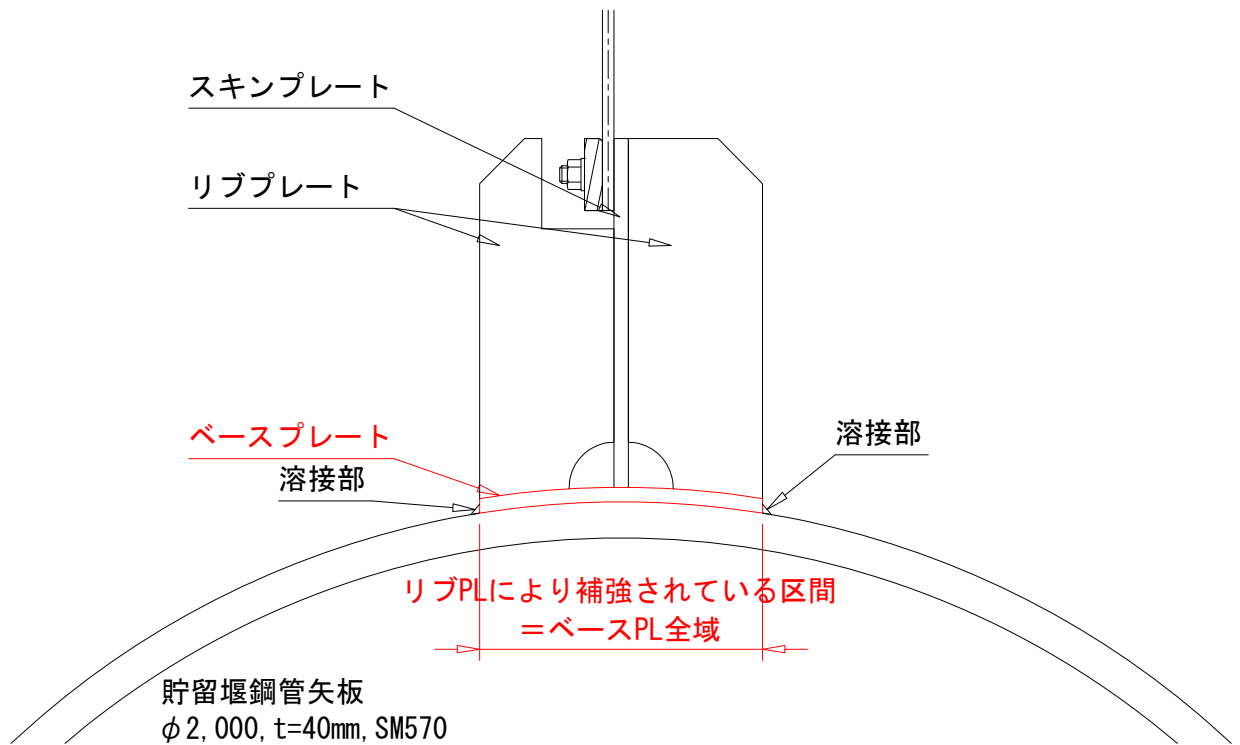 スキンプレート
リブプレート
ベースプレート
溶接部
溶接部
リブPLにより補強されている区間
＝ベースPL全域
貯留堰鋼管矢板
φ2,000, t=40mm, SM570